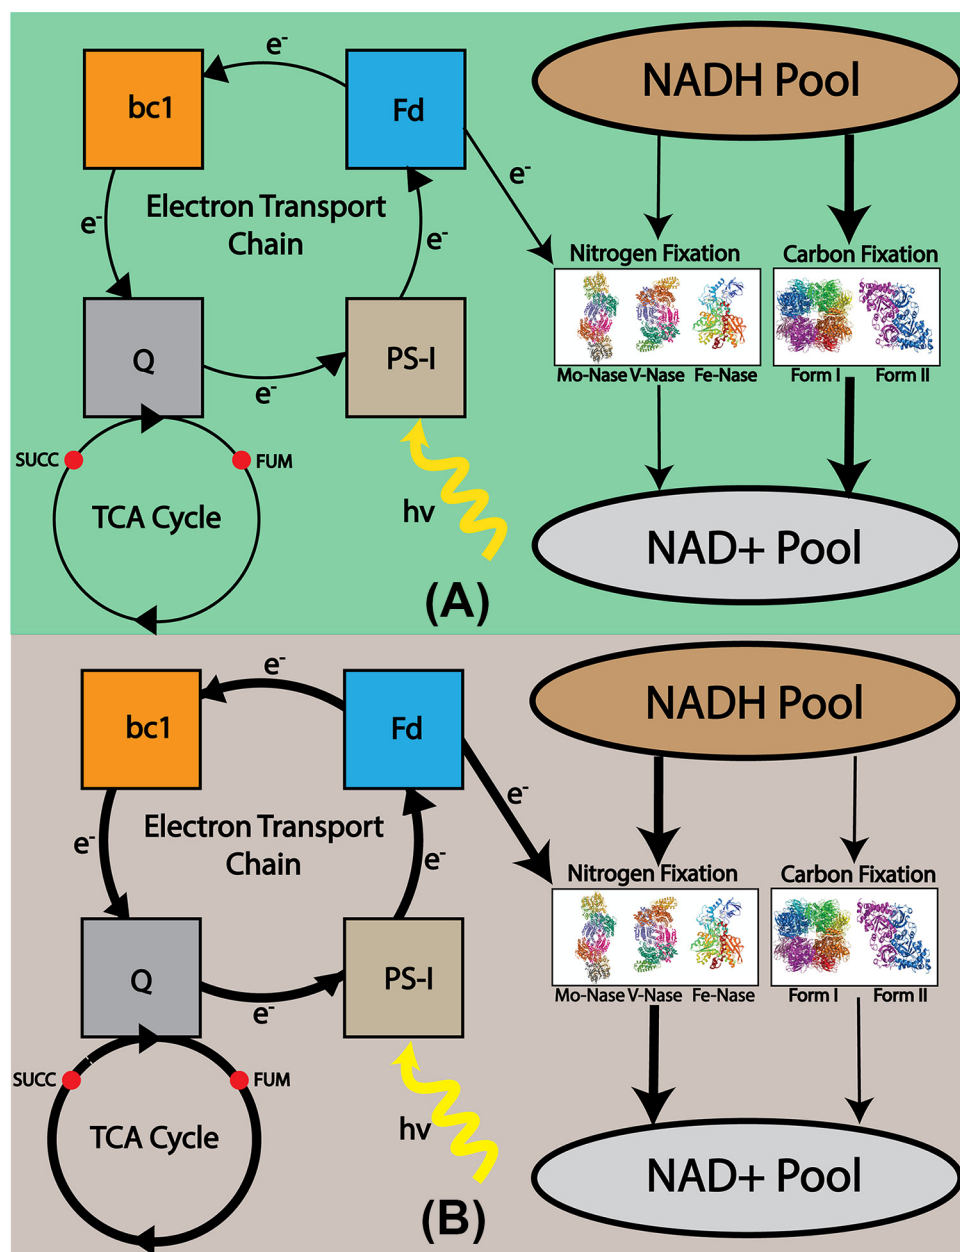 e-
bc1
Fd
NADH Pool
e-
Electron Transport
Chain
e-
e-
Nitrogen Fixation
Carbon Fixation
Q
PS-I
Mo-Nase
V-Nase
Fe-Nase
Form I
Form II
e-
SUCC
FUM
TCA Cycle
hv
NAD+ Pool
(A)
e-
bc1
Fd
NADH Pool
e-
Electron Transport
Chain
e-
e-
Nitrogen Fixation
Carbon Fixation
Q
PS-I
Mo-Nase
V-Nase
Fe-Nase
Form I
Form II
e-
SUCC
FUM
TCA Cycle
hv
NAD+ Pool
(B)